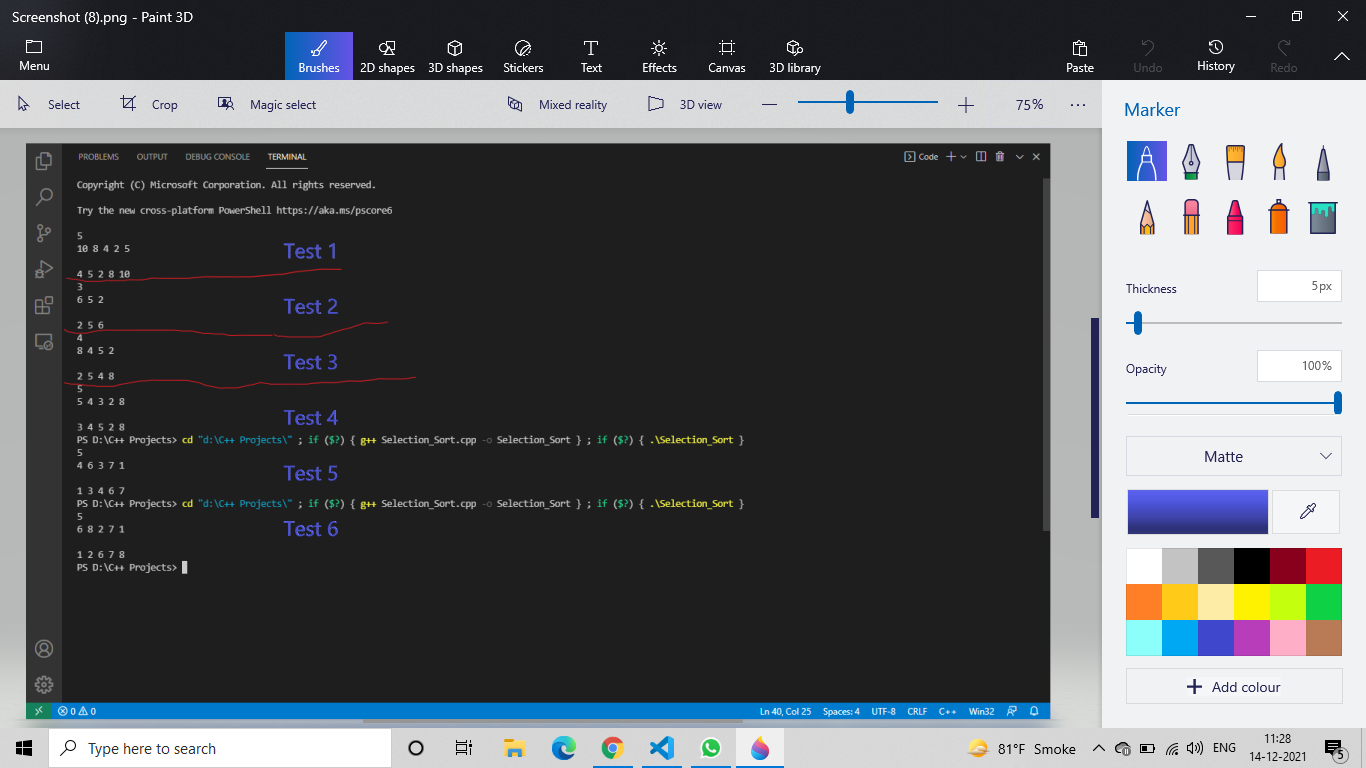 Screenshot (8).png - Paint 3D
Menu
Brushes 2D shapes 3D shapes Stickers Text Effects Canvas 3D library Paste Undo History Redo
Select Crop Magic select Mixed reality 3D view 75% ...
Marker
PROBLEMS OUTPUT DEBUG CONSOLE TERMINAL Code
Copyright (C) Microsoft Corporation. All rights reserved.
Try the new cross-platform PowerShell https://aka.ms/pscore6
5
10 8 4 2 5
Test 1
4 5 2 8 10
3
6 5 2
Test 2
2 5 6
4
8 4 5 2
Test 3
2 5 4 8
5
5 4 3 2 8
Test 4
3 4 5 2 8
PS D:\C++ Projects> cd "d:\C++ Projects\" ; if ($?) { g++ Selection_Sort.cpp -o Selection_Sort } ; if ($?) { .\Selection_Sort }
5
4 6 3 7 1
Test 5
1 3 4 6 7
PS D:\C++ Projects> cd "d:\C++ Projects\" ; if ($?) { g++ Selection_Sort.cpp -o Selection_Sort } ; if ($?) { .\Selection_Sort }
5
6 8 2 7 1
Test 6
1 2 6 7 8
PS D:\C++ Projects>
0 0 Ln 40, Col 25 Spaces: 4 UTF-8 CRLF C++ Win32
Thickness 5px
Opacity 100%
Matte
+ Add colour
Type here to search
81°F Smoke ENG 11:28
14-12-2021
5